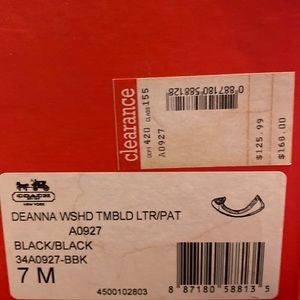 clearance
DEPT 420 CLASS 155
A0927
0 887180 588128
$125.99
$168.00
COACH
NEW YORK
DEANNA WSHD TMBLD LTR/PAT
A0927
BLACK/BLACK
34A0927-BBK
7 M
4500102803
8 87180 58813 5